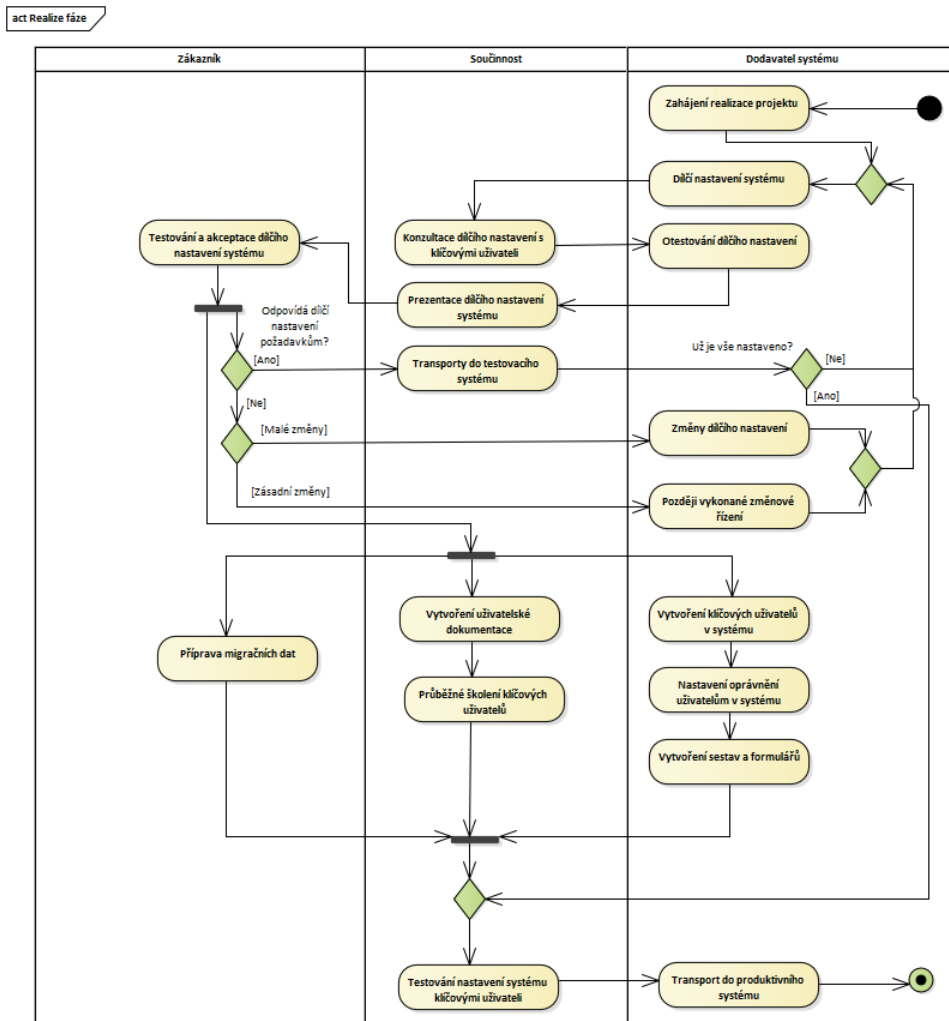 act Realize fáze
Zákazník
Součinnost
Dodavatel systému
Zahájení realizace projektu
Dílčí nastavení systému
Testování a akceptace dílčího
nastavení systému
Konzultace dílčího nastavení s
klíčovými uživateli
Otestování dílčího nastavení
Prezentace dílčího nastavení
systému
Odpovídá dílčí
nastavení
požadavkům?
[Ano]
Transporty do testovacího
systému
Už je vše nastaveno?
[Ne]
[Ano]
[Ne]
[Malé změny]
Změny dílčího nastavení
[Zásadní změny]
Později vykonané změnové
řízení
Vytvoření uživatelské
dokumentace
Vytvoření klíčových uživatelů
v systému
Příprava migračních dat
Průběžné školení klíčových
uživatelů
Nastavení oprávnění
uživatelům v systému
Vytvoření sestav a formulářů
Testování nastavení systému
klíčovými uživateli
Transport do produktivního
systému